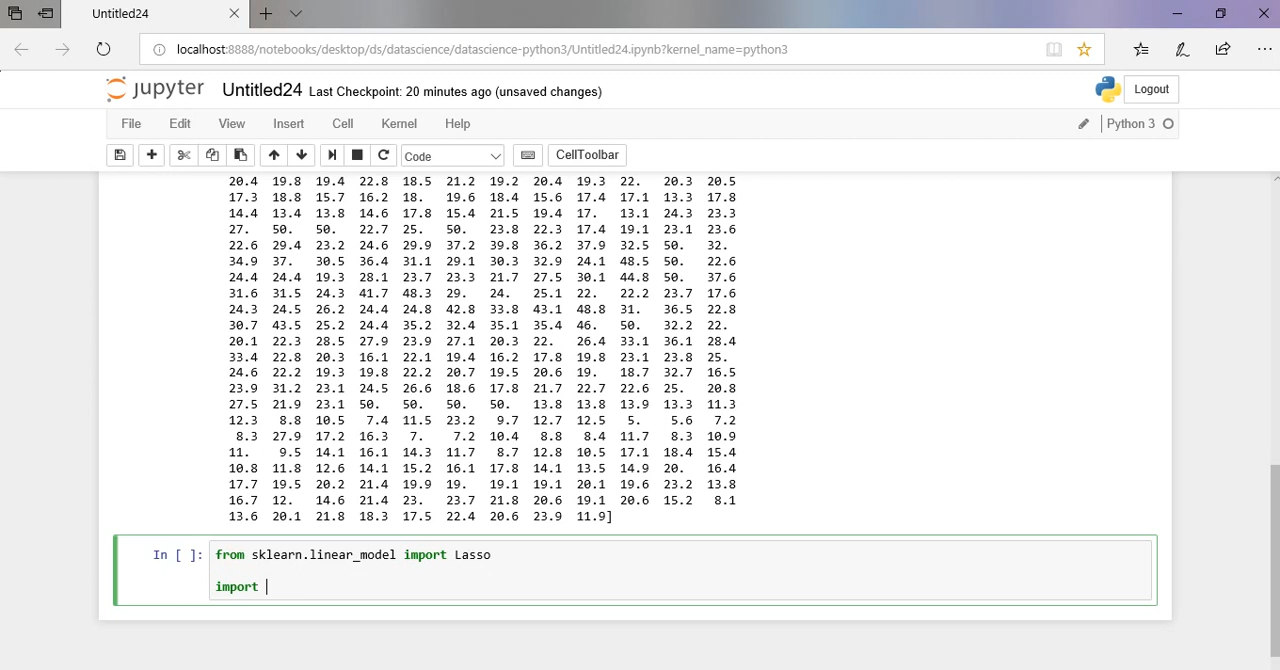 Untitled24
localhost:8888/notebooks/desktop/ds/datascience/datascience-python3/Untitled24.ipynb?kernel_name=python3
jupyter Untitled24 Last Checkpoint: 20 minutes ago (unsaved changes) Logout
File Edit View Insert Cell Kernel Help Python 3
Code CellToolbar
20.4 19.8 19.4 22.8 18.5 21.2 19.2 20.4 19.3 22. 20.3 20.5
17.3 18.8 15.7 16.2 18. 19.6 18.4 15.6 17.4 17.1 13.3 17.8
14.4 13.4 13.8 14.6 17.8 15.4 21.5 19.4 17. 13.1 24.3 23.3
27. 50. 50. 22.7 25. 50. 23.8 22.3 17.4 19.1 23.1 23.6
22.6 29.4 23.2 24.6 29.9 37.2 39.8 36.2 37.9 32.5 50. 32.
34.9 37. 30.5 36.4 31.1 29.1 30.3 32.9 24.1 48.5 50. 22.6
24.4 24.4 19.3 28.1 23.7 23.3 21.7 27.5 30.1 44.8 50. 37.6
31.6 31.5 24.3 41.7 48.3 29. 24. 25.1 22. 22.2 23.7 17.6
24.3 24.5 26.2 24.4 24.8 42.8 33.8 43.1 48.8 31. 36.5 22.8
30.7 43.5 25.2 24.4 35.2 32.4 35.1 35.4 46. 50. 32.2 22.
20.1 22.3 28.5 27.9 23.9 27.1 20.3 22. 26.4 33.1 36.1 28.4
33.4 22.8 20.3 16.1 22.1 19.4 16.2 17.8 19.8 23.1 23.8 25.
24.6 22.2 19.3 19.8 22.2 20.7 19.5 20.6 19. 18.7 32.7 16.5
23.9 31.2 23.1 24.5 26.6 18.6 17.8 21.7 22.7 22.6 25. 20.8
27.5 21.9 23.1 50. 50. 50. 50. 13.8 13.8 13.9 13.3 11.3
12.3 8.8 10.5 7.4 11.5 23.2 9.7 12.7 12.5 5. 5.6 7.2
8.3 27.9 17.2 16.3 7. 7.2 10.4 8.8 8.4 11.7 8.3 10.9
11. 9.5 14.1 16.1 14.3 11.7 8.7 12.8 10.5 17.1 18.4 15.4
10.8 11.8 12.6 14.1 15.2 16.1 17.8 14.1 13.5 14.9 20. 16.4
17.7 19.5 20.2 21.4 19.9 19. 19.1 19.1 20.1 19.6 23.2 13.8
16.7 12. 14.6 21.4 23. 23.7 21.8 20.6 19.1 20.6 15.2 8.1
13.6 20.1 21.8 18.3 17.5 22.4 20.6 23.9 11.9]
In [ ]: from sklearn.linear_model import Lasso
import